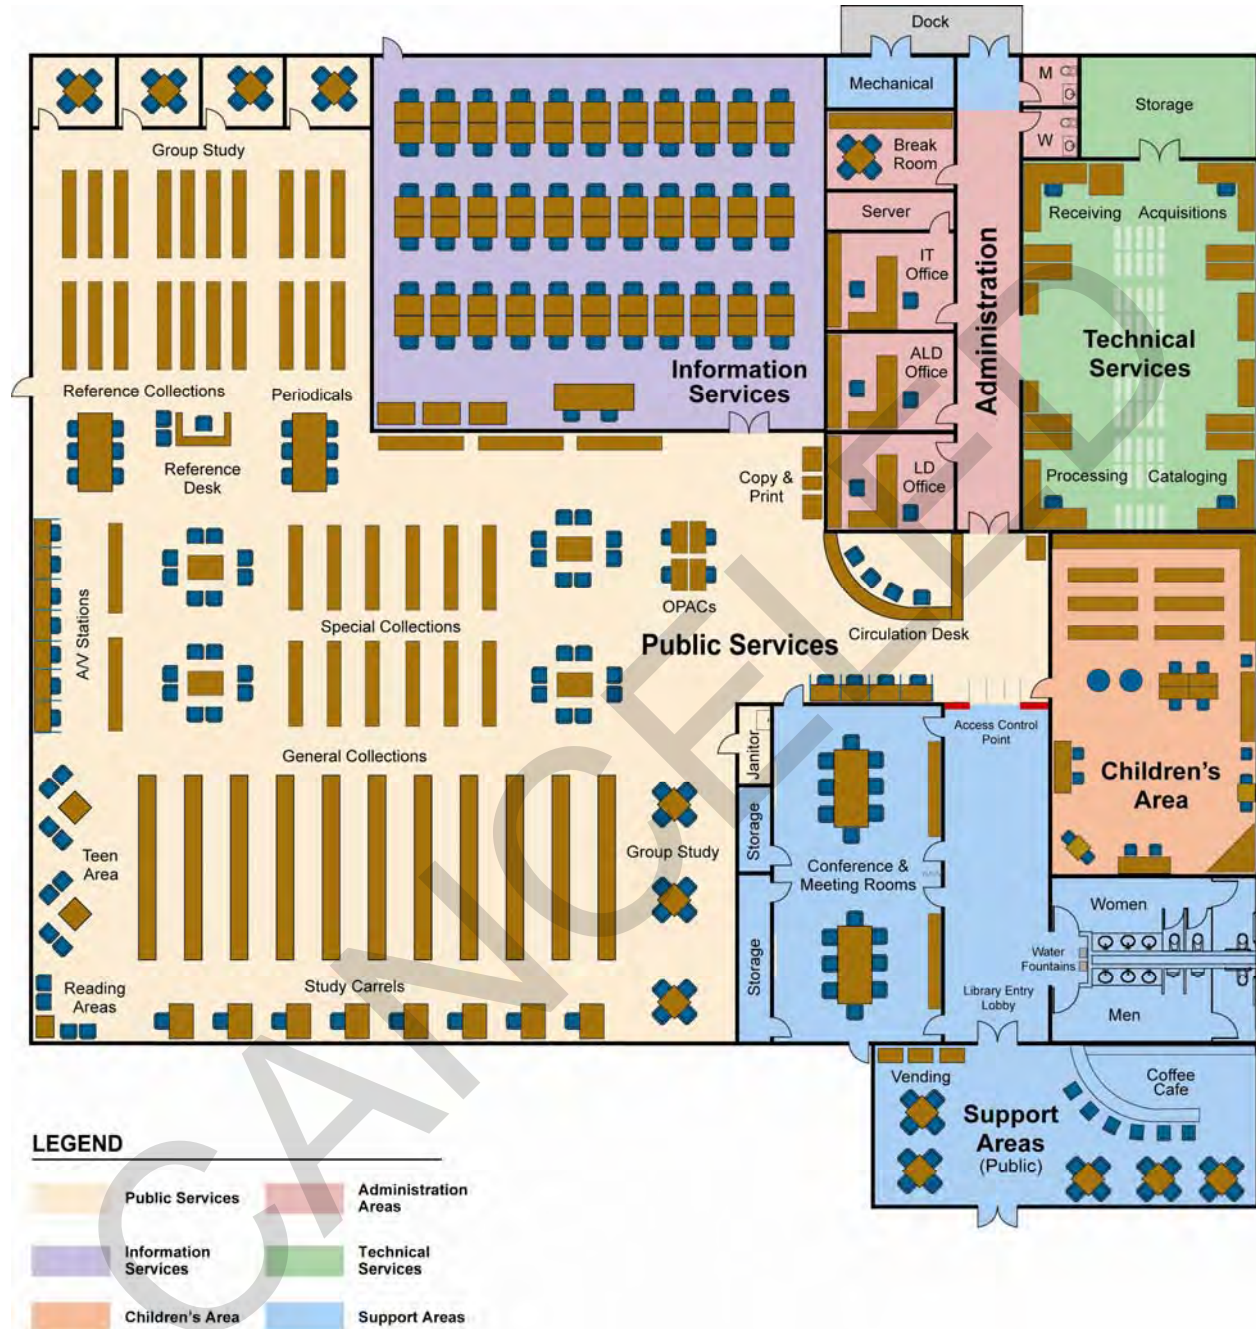 Dock
Mechanical
M
Storage
W
Group Study
Break
Room
Server
Receiving
Acquisitions
IT
Office
Administration
Technical
Services
Information
Services
ALD
Office
Reference Collections
Periodicals
Reference
Desk
Copy &
Print
LD
Office
Processing
Cataloging
A/V Stations
OPACs
Special Collections
Public Services
Circulation Desk
Access Control
Point
General Collections
Janitor
Children's
Area
Teen
Area
Group Study
Storage
Conference &
Meeting Rooms
Women
Water
Fountains
Storage
Reading
Areas
Study Carrels
Library Entry
Lobby
Men
Vending
Coffee
Cafe
Support
Areas
(Public)
LEGEND
Public Services
Administration
Areas
Information
Services
Technical
Services
Children's Area
Support Areas
CANCELED